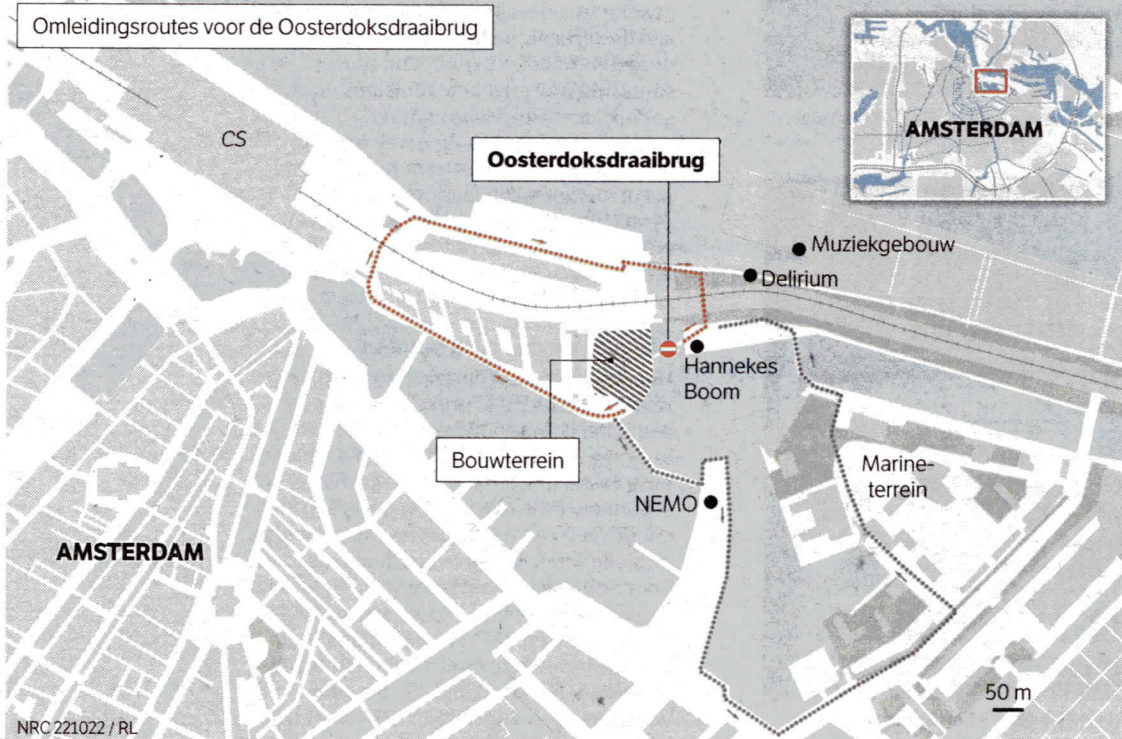 Omleidingsroutes voor de Oosterdoksdraaibrug
CS
AMSTERDAM
Oosterdoksdraaibrug
Muziekgebouw
Delirium
Hannekes
Boom
Bouwterrein
Marine-
terrein
NEMO
AMSTERDAM
50 m
NRC 221022 / RL